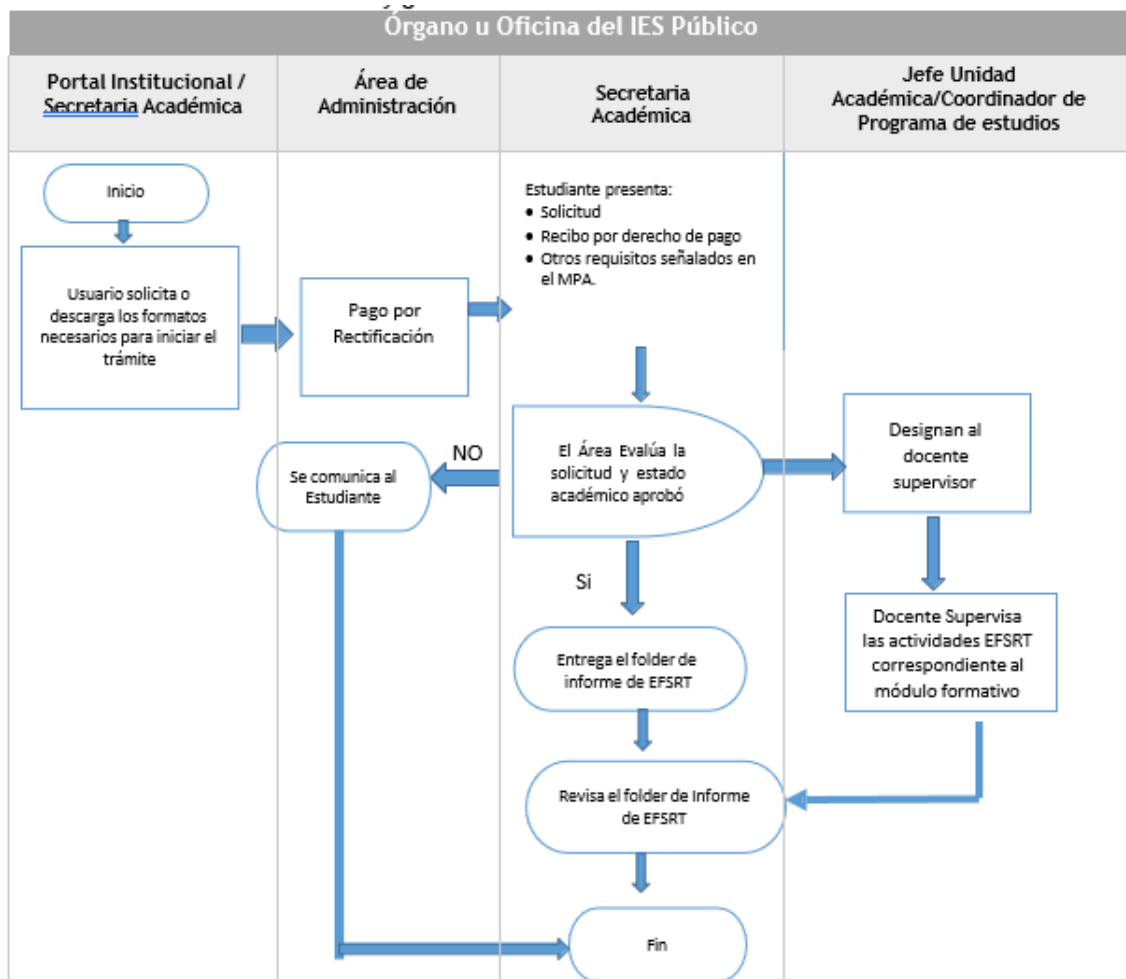 Órgano u Oficina del IES Público
Portal Institucional /
Secretaria Académica
Área de
Administración
Secretaria
Académica
Jefe Unidad
Académica/Coordinador de
Programa de estudios
Inicio
Usuario solicita o
descarga los formatos
necesarios para iniciar el
trámite
Pago por
Rectificación
Estudiante presenta:
• Solicitud
• Recibo por derecho de pago
• Otros requisitos señalados en
el MPA.
El Área Evalúa la
solicitud y estado
académico aprobó
NO
Se comunica al
Estudiante
Designan al
docente
supervisor
Si
Entrega el folder de
informe de EFSRT
Docente Supervisa
las actividades EFSRT
correspondiente al
módulo formativo
Revisa el folder de Informe
de EFSRT
Fin